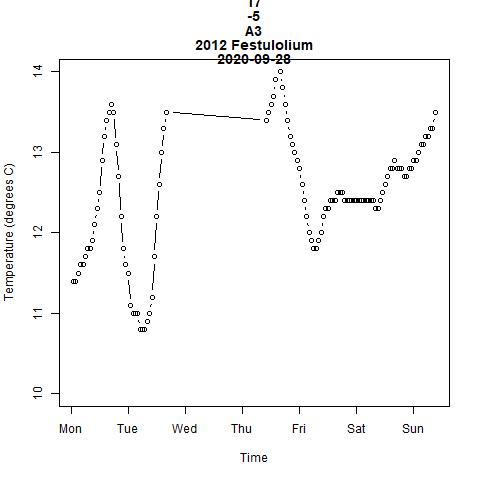 17
-5
A3
2012 Festulolium
2020-09-28
Temperature (degrees C)
14
13
12
11
10
Mon Tue Wed Thu Fri Sat Sun
Time